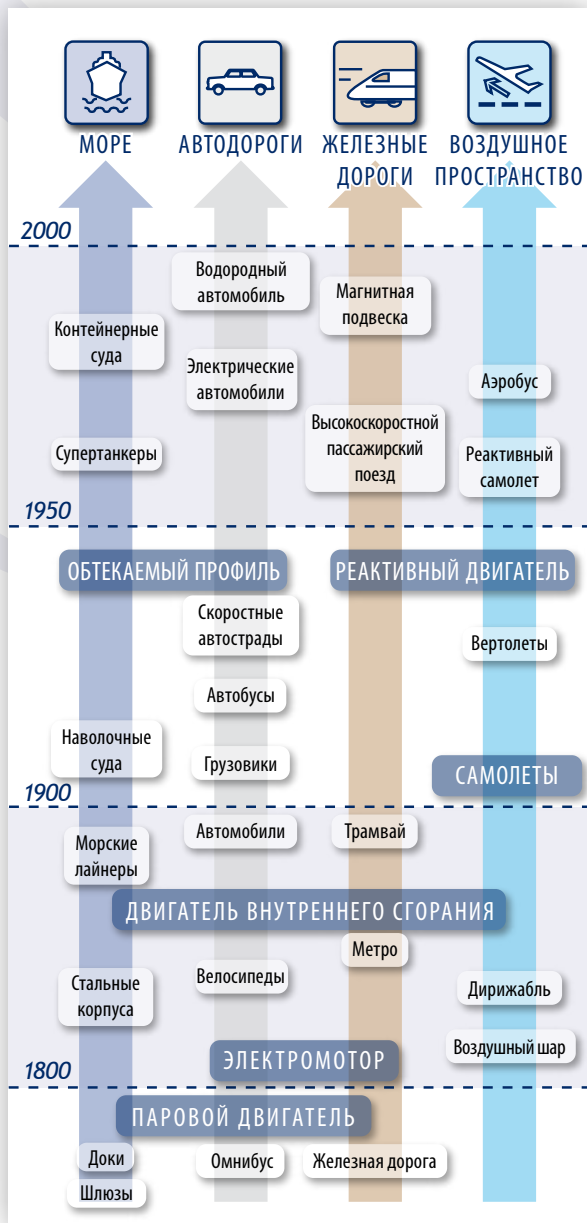 МОРЕ
АВТОДОРОГИ
ЖЕЛЕЗНЫЕ
ДОРОГИ
ВОЗДУШНОЕ
ПРОСТРАНСТВО
2000
Водородный
автомобиль
Магнитная
подвеска
Контейнерные
суда
Электрические
автомобили
Аэробус
Высокоскоростной
пассажирский
поезд
Супертанкеры
Реактивный
самолет
1950
ОБТЕКАЕМЫЙ ПРОФИЛЬ
РЕАКТИВНЫЙ ДВИГАТЕЛЬ
Скоростные
автострады
Вертолеты
Автобусы
Наволочные
суда
Грузовики
САМОЛЕТЫ
1900
Морские
лайнеры
Автомобили
Трамвай
ДВИГАТЕЛЬ ВНУТРЕННЕГО СГОРАНИЯ
Метро
Стальные
корпуса
Велосипеды
Дирижабль
ЭЛЕКТРОМОТОР
Воздушный шар
1800
ПАРОВОЙ ДВИГАТЕЛЬ
Доки
Омнибус
Железная дорога
Шлюзы